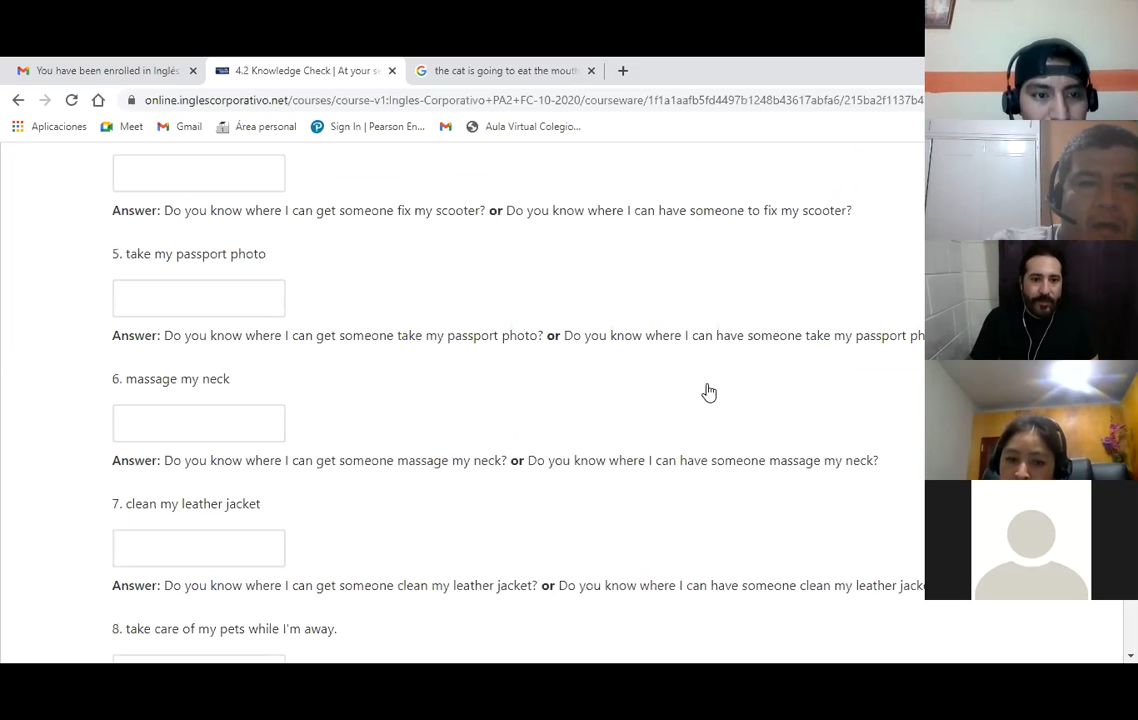 You have been enrolled in Inglés
4.2 Knowledge Check | At your se
the cat is going to eat the mouth
online.inglescorporativo.net/courses/course-v1:Ingles-Corporativo+PA2+FC-10-2020/courseware/1f1a1aafb5fd4497b1248b43617abfa6/215ba2f1137b4
Aplicaciones Meet Gmail Área personal Sign In | Pearson En... Aula Virtual Colegio...
Answer: Do you know where I can get someone fix my scooter? or Do you know where I can have someone to fix my scooter?
5. take my passport photo
Answer: Do you know where I can get someone take my passport photo? or Do you know where I can have someone take my passport ph
6. massage my neck
Answer: Do you know where I can get someone massage my neck? or Do you know where I can have someone massage my neck?
7. clean my leather jacket
Answer: Do you know where I can get someone clean my leather jacket? or Do you know where I can have someone clean my leather jacke
8. take care of my pets while I'm away.